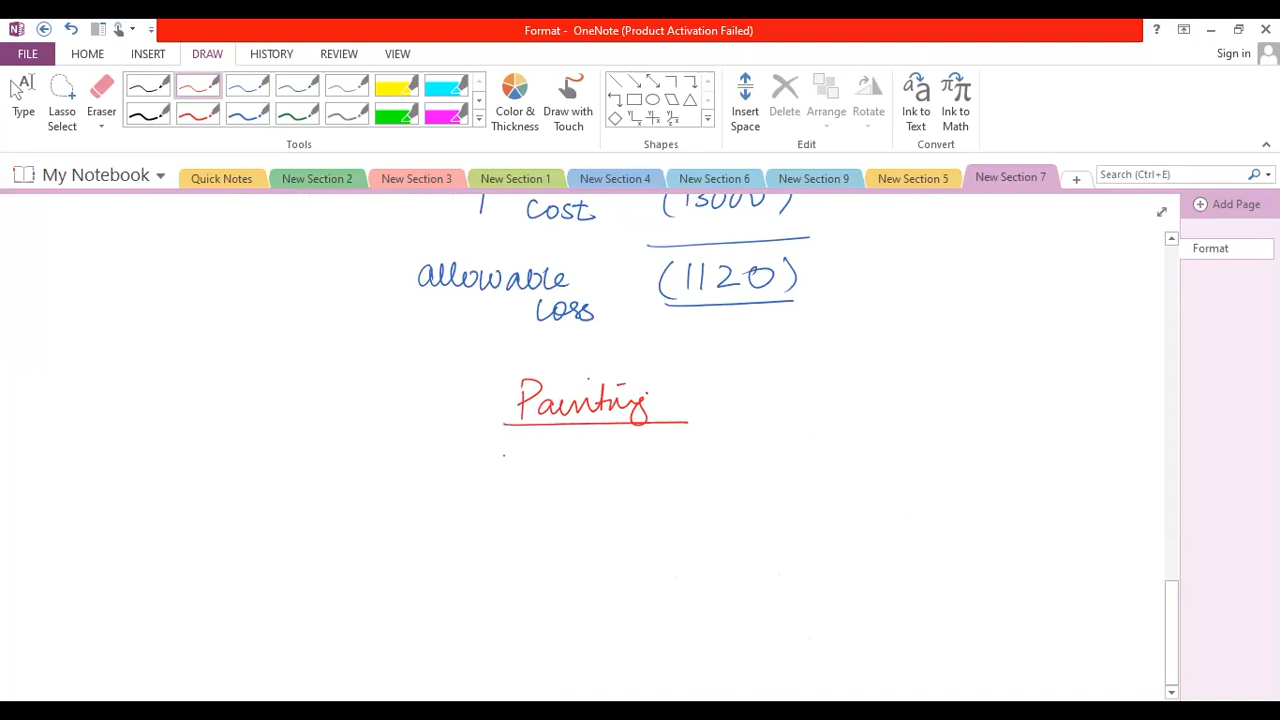 Format - OneNote (Product Activation Failed)
?
FILE HOME INSERT DRAW HISTORY REVIEW VIEW
Sign in
Type
Lasso Select
Eraser
Color & Thickness
Draw with Touch
Insert Space
Delete
Arrange
Rotate
Ink to Text
Ink to Math
Tools Shapes Edit Convert
My Notebook Quick Notes New Section 2 New Section 3 New Section 1 New Section 4 New Section 6 New Section 9 New Section 5 New Section 7
Search (Ctrl+E)
Add Page
Format
cost (13000)
allowable (1120)
loss
Painting